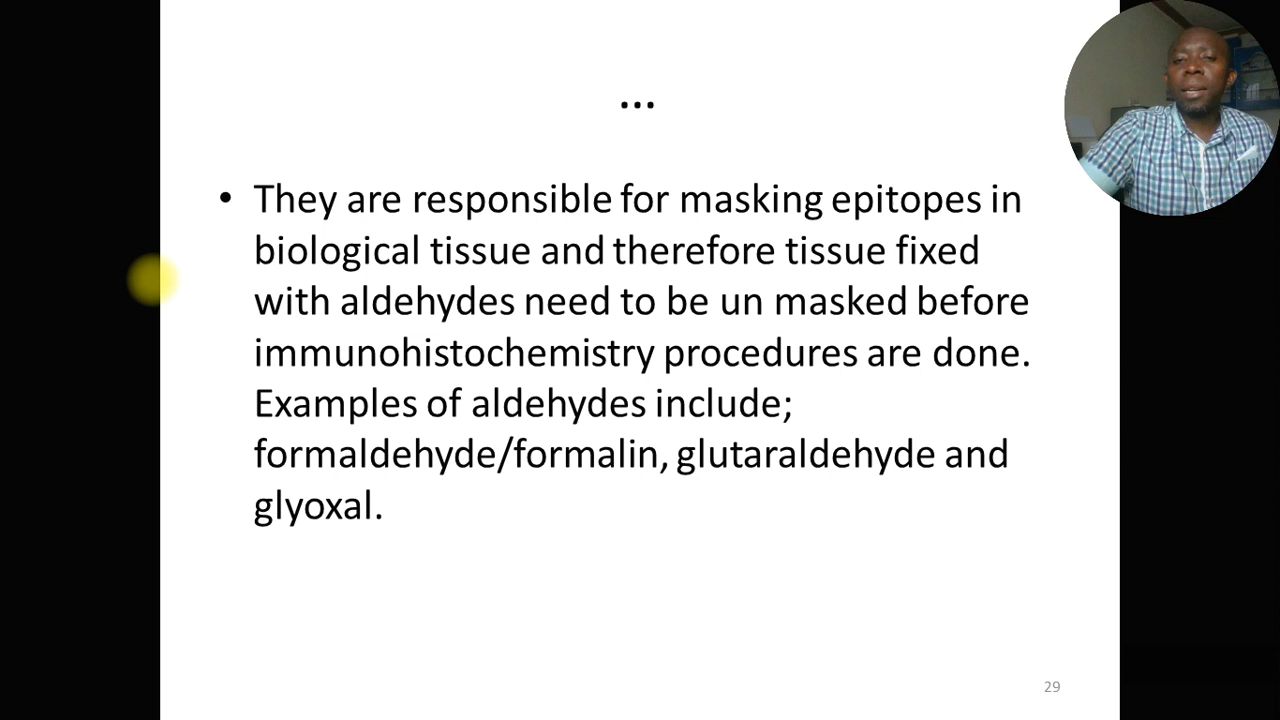 ...
• They are responsible for masking epitopes in
biological tissue and therefore tissue fixed
with aldehydes need to be un masked before
immunohistochemistry procedures are done.
Examples of aldehydes include;
formaldehyde/formalin, glutaraldehyde and
glyoxal.
29